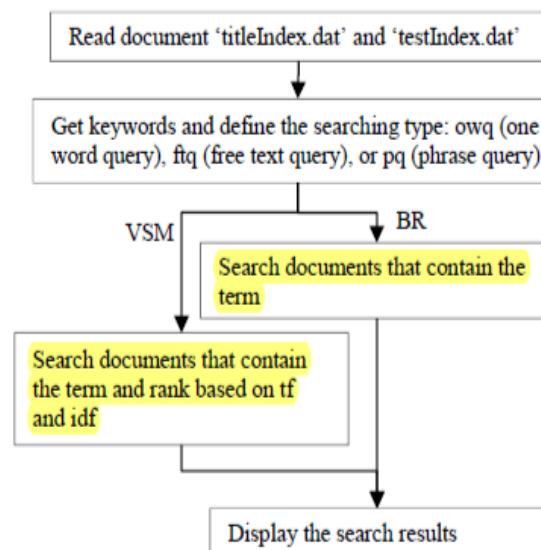 Read document ‘titleIndex.dat’ and ‘testIndex.dat’
Get keywords and define the searching type: owq (one
word query), ftq (free text query), or pq (phrase query)
VSM
BR
Search documents that contain the
term
Search documents that contain
the term and rank based on tf
and idf
Display the search results